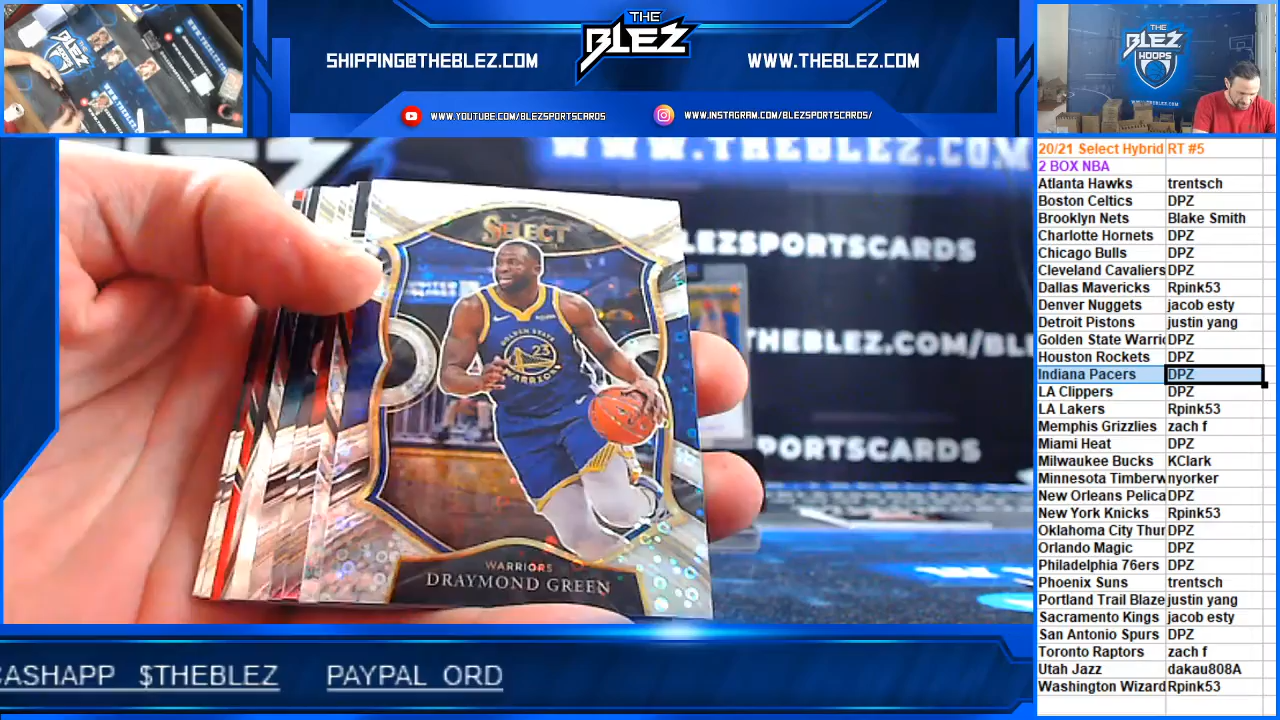 THE
BLEZ
SHIPPING@THEBLEZ.COM
WWW.THEBLEZ.COM
WWW.YOUTUBE.COM/BLEZSPORTSCARDS
WWW.INSTAGRAM.COM/BLEZSPORTSCARDS/
THE
BLEZ
HOOPS
WWW.THEBLEZ.COM
LEZSPORTSCARDS
THEBLEZ.COM/BLE
SPORTSCARDS
SELECT
GOLDEN STATE
23
WARRIORS
WARRIORS
DRAYMOND GREEN
20/21 Select Hybrid RT #5
2 BOX NBA
Atlanta Hawks trentsch
Boston Celtics DPZ
Brooklyn Nets Blake Smith
Charlotte Hornets DPZ
Chicago Bulls DPZ
Cleveland Cavaliers DPZ
Dallas Mavericks Rpink53
Denver Nuggets jacob esty
Detroit Pistons justin yang
Golden State Warri DPZ
Houston Rockets DPZ
Indiana Pacers DPZ
LA Clippers DPZ
LA Lakers Rpink53
Memphis Grizzlies zach f
Miami Heat DPZ
Milwaukee Bucks KClark
Minnesota Timberw nyorker
New Orleans Pelica DPZ
New York Knicks Rpink53
Oklahoma City Thur DPZ
Orlando Magic DPZ
Philadelphia 76ers DPZ
Phoenix Suns trentsch
Portland Trail Blaze justin yang
Sacramento Kings jacob esty
San Antonio Spurs DPZ
Toronto Raptors zach f
Utah Jazz dakau808A
Washington Wizard Rpink53
CASHAPP $THEBLEZ PAYPAL ORD